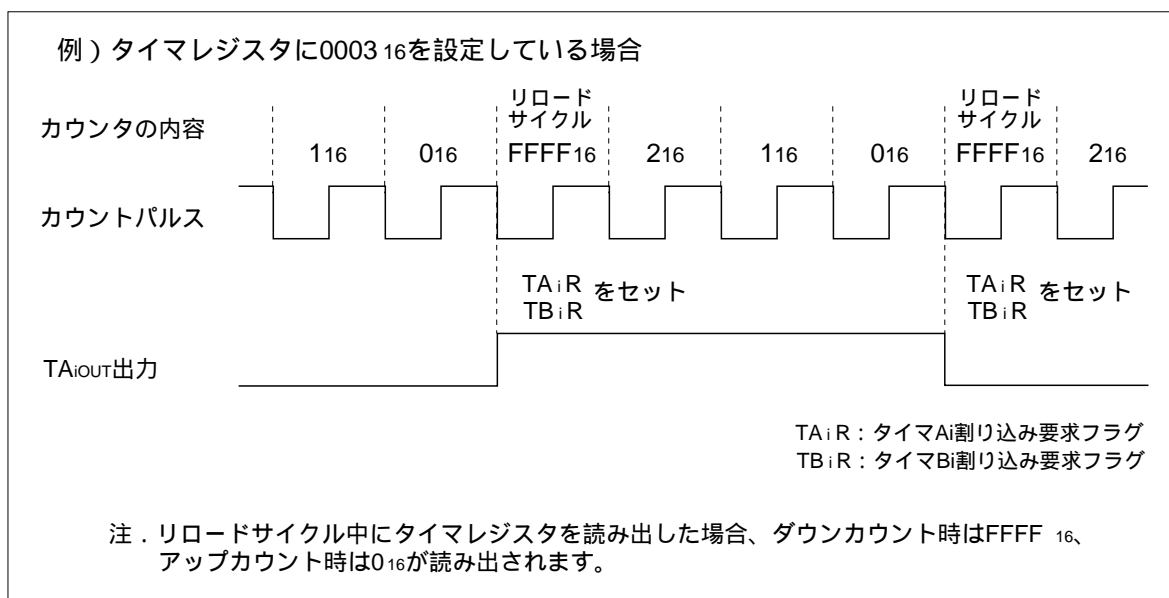 例）タイマレジスタに0003 16を設定している場合
リロード リロード
カウンタの内容 サイクル サイクル
116 016 FFFF16 216 116 016 FFFF16 216
カウントパルス
TAiR をセット TAiR をセット
TBiR TBiR
TAiOUT出力
TAiR：タイマAi割り込み要求フラグ
TBiR：タイマBi割り込み要求フラグ
注．リロードサイクル中にタイマレジスタを読み出した場合、ダウンカウント時はFFFF 16、
アップカウント時は016が読み出されます。